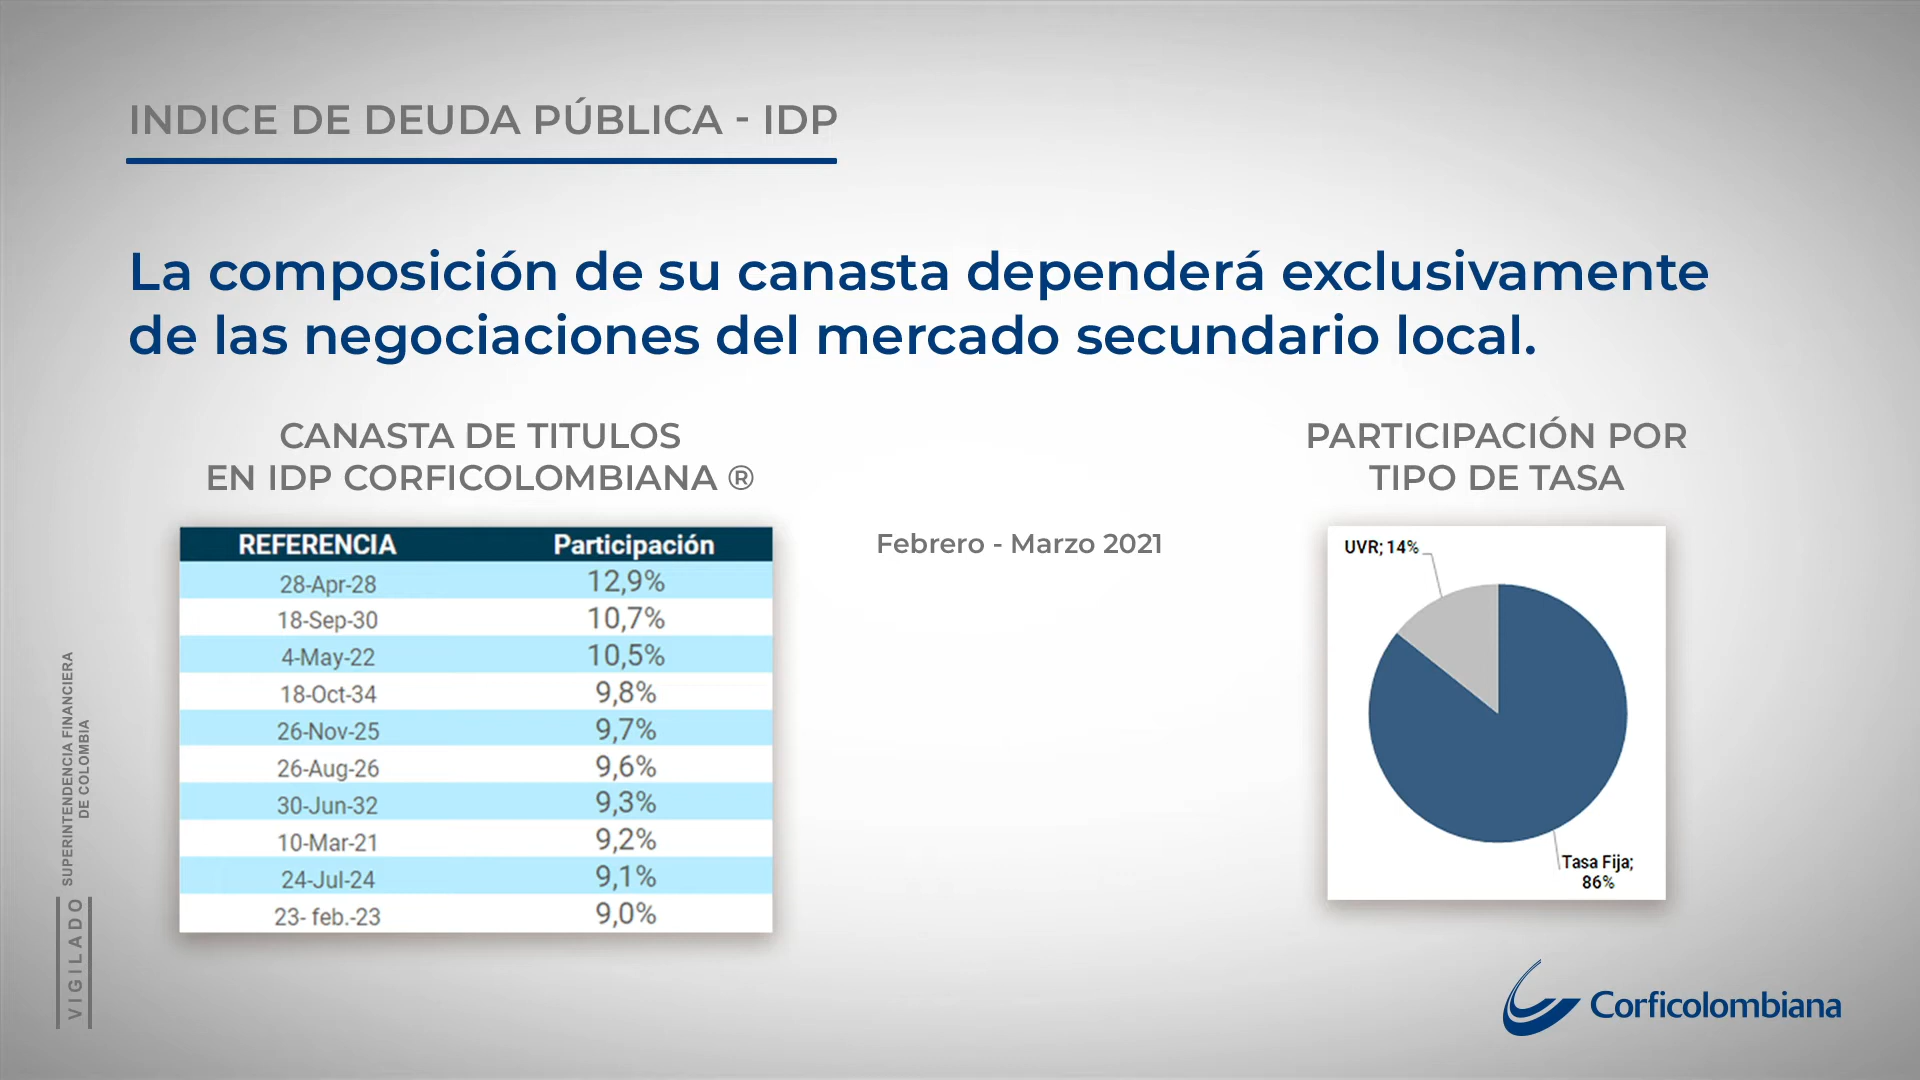 INDICE DE DEUDA PÚBLICA - IDP
La composición de su canasta dependerá exclusivamente
de las negociaciones del mercado secundario local.
CANASTA DE TITULOS
EN IDP CORFICOLOMBIANA ®
REFERENCIA Participación
28-Apr-28 12,9%
18-Sep-30 10,7%
4-May-22 10,5%
18-Oct-34 9,8%
26-Nov-25 9,7%
26-Aug-26 9,6%
30-Jun-32 9,3%
10-Mar-21 9,2%
24-Jul-24 9,1%
23- feb.-23 9,0%
Febrero - Marzo 2021
PARTICIPACIÓN POR
TIPO DE TASA
UVR; 14%
Tasa Fija;
86%
VIGILADO
SUPERINTENDENCIA FINANCIERA
DE COLOMBIA
Corficolombiana